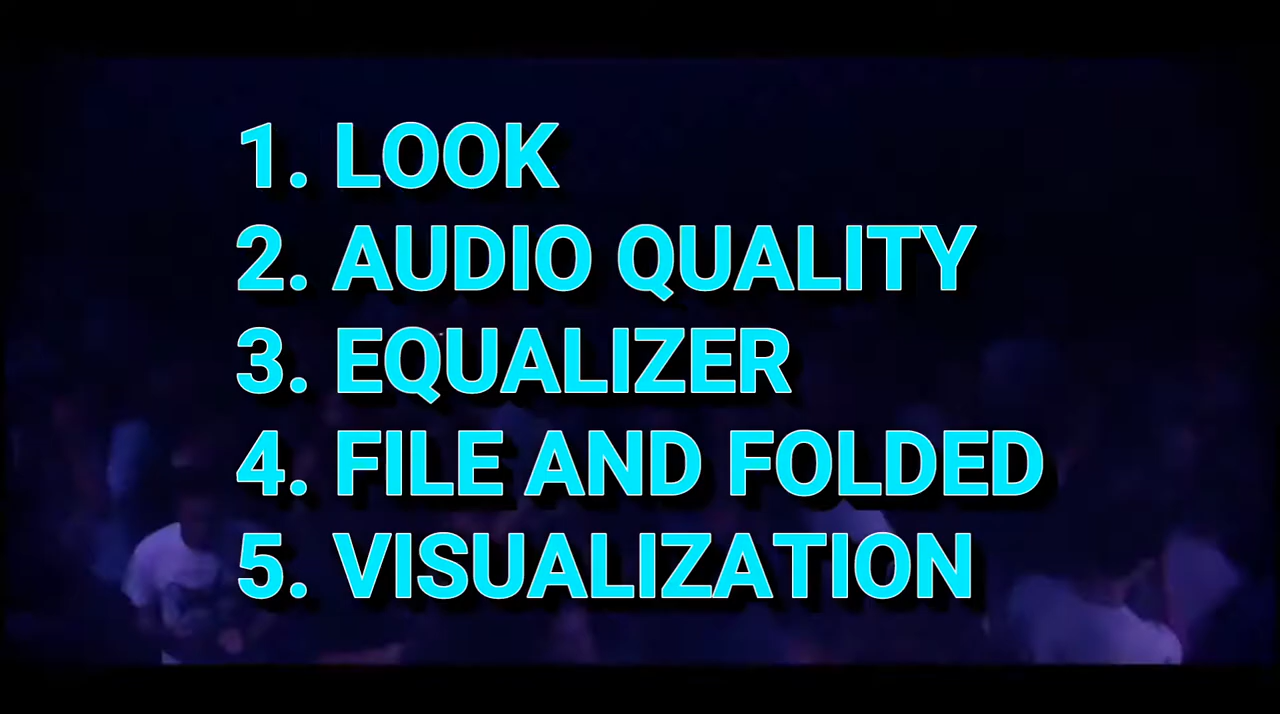 1. LOOK
2. AUDIO QUALITY
3. EQUALIZER
4. FILE AND FOLDED
5. VISUALIZATION